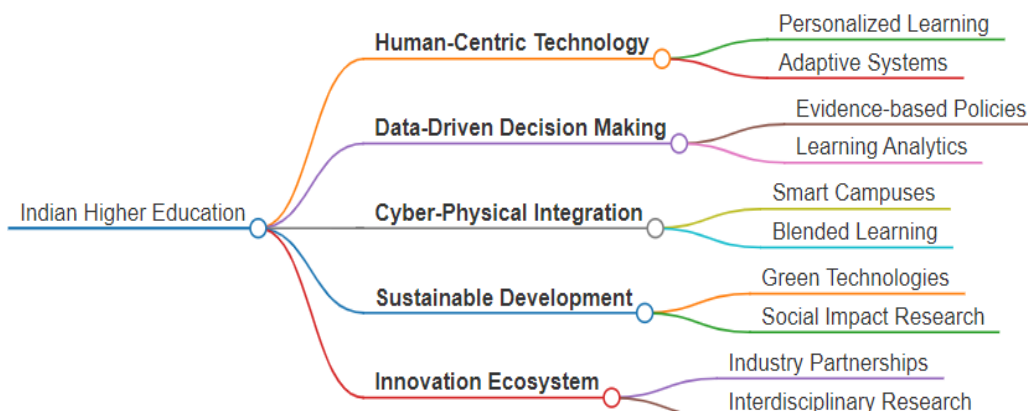 Indian Higher Education
Human-Centric Technology
Personalized Learning
Adaptive Systems
Data-Driven Decision Making
Evidence-based Policies
Learning Analytics
Cyber-Physical Integration
Smart Campuses
Blended Learning
Sustainable Development
Green Technologies
Social Impact Research
Innovation Ecosystem
Industry Partnerships
Interdisciplinary Research